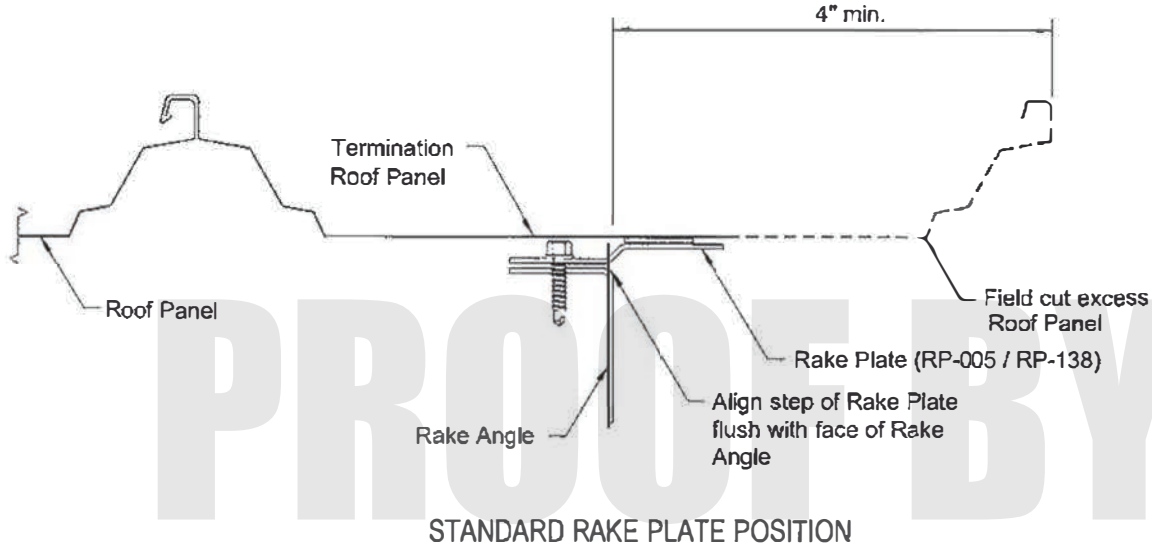 4" min.
Termination
Roof Panel
Roof Panel
Field cut excess
Roof Panel
Rake Plate (RP-005 / RP-138)
Align step of Rake Plate
flush with face of Rake
Angle
Rake Angle
PROOF BY
STANDARD RAKE PLATE POSITION